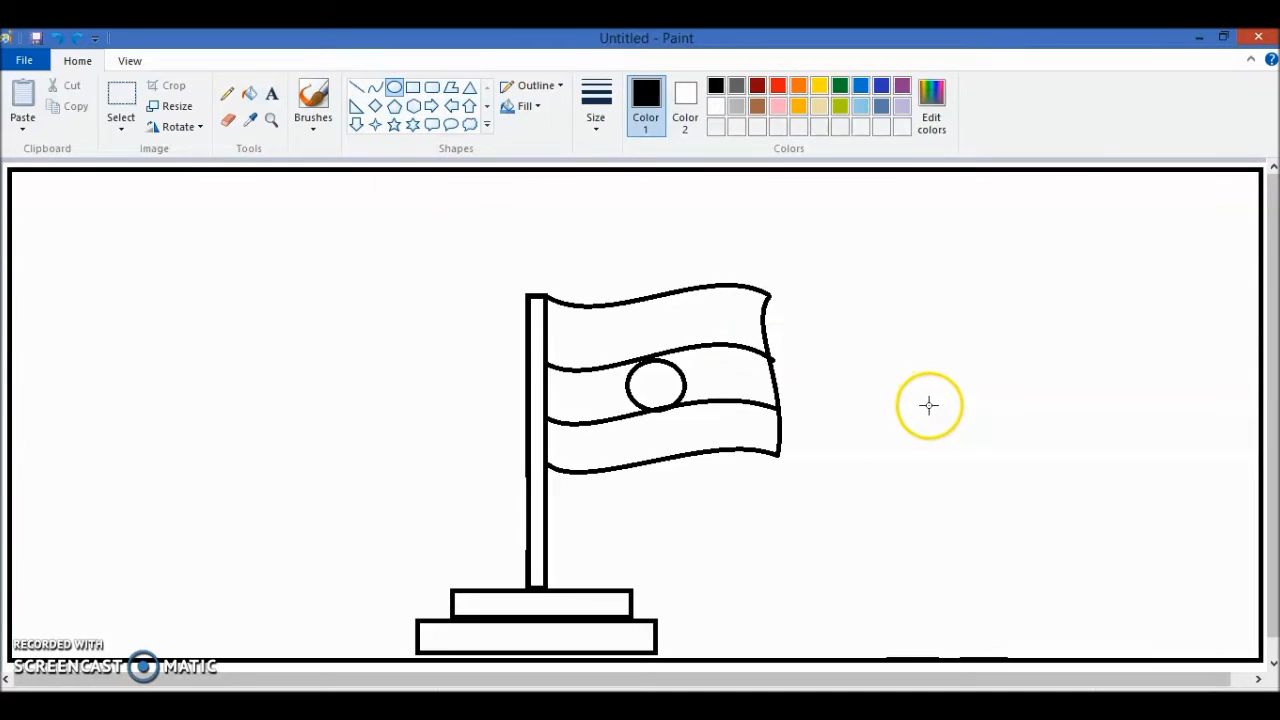 Untitled - Paint
File Home View
Paste
Cut
Copy
Clipboard
Select
Crop
Resize
Rotate
Image
A
Tools
Brushes
Outline
Fill
Shapes
Size
Color
1
Color
2
Edit
colors
Colors
RECORDED WITH
SCREENCAST MATIC